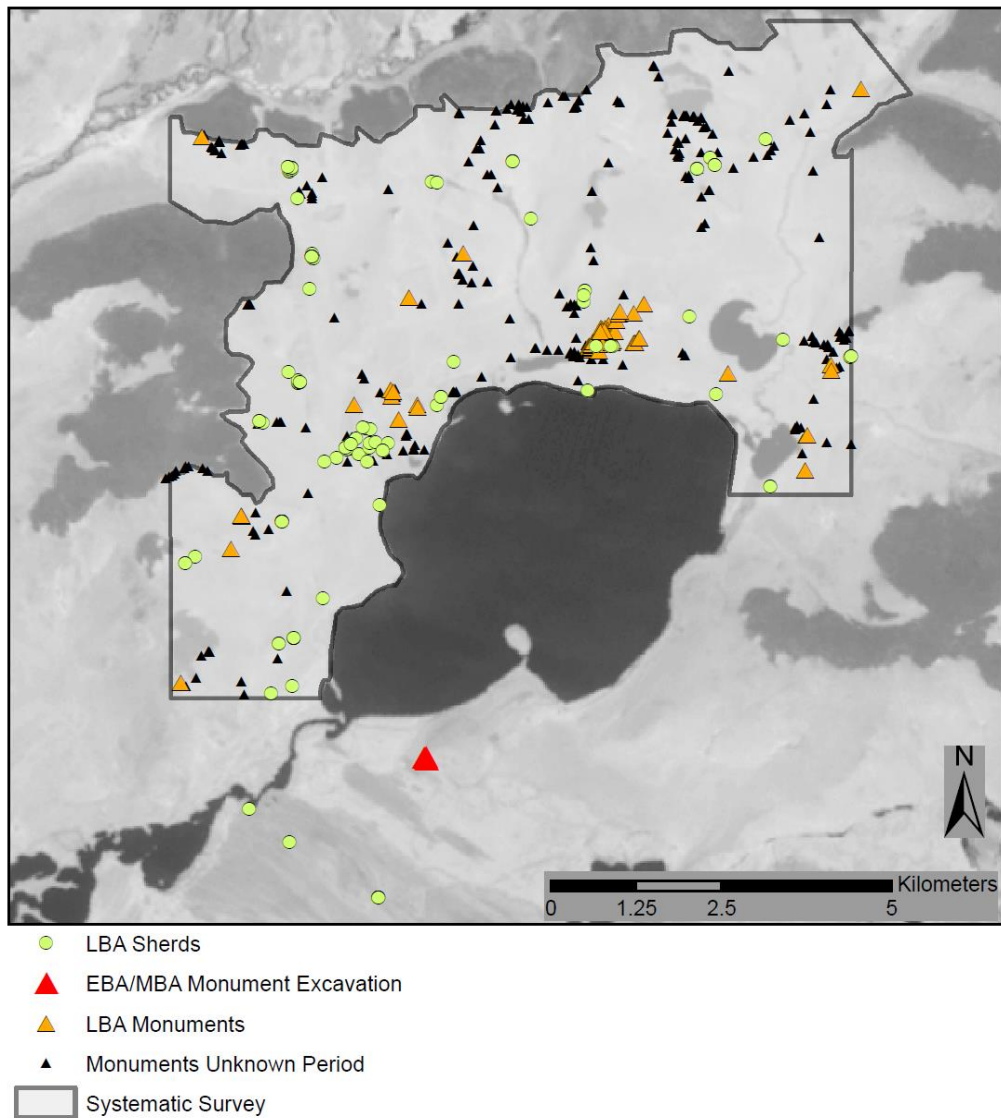 N
Kilometers
0 1.25 2.5 5
LBA Sherds
EBA/MBA Monument Excavation
LBA Monuments
Monuments Unknown Period
Systematic Survey